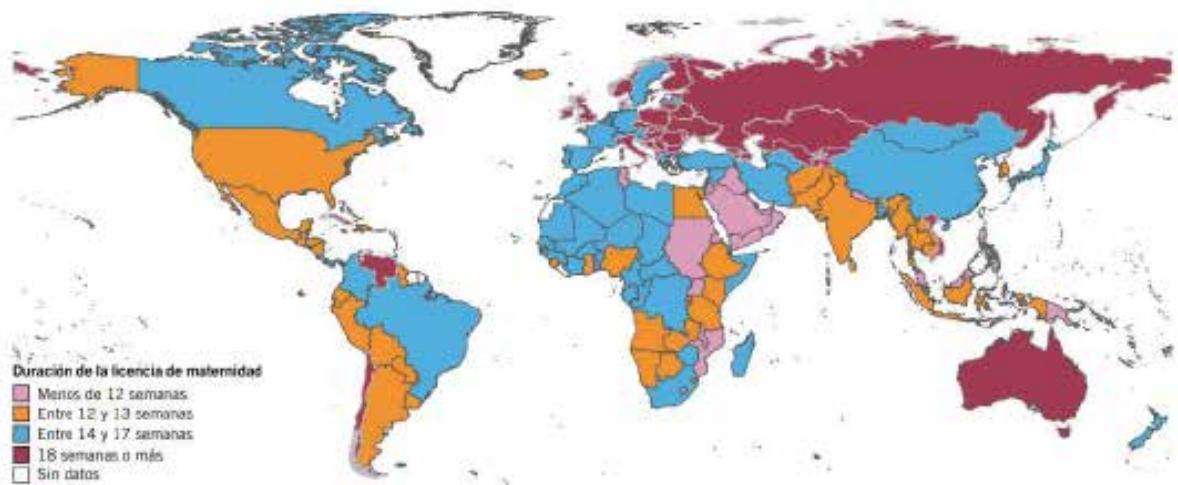 Duración de la licencia de maternidad
Menos de 12 semanas
Entre 12 y 13 semanas
Entre 14 y 17 semanas
18 semanas o más
Sin datos